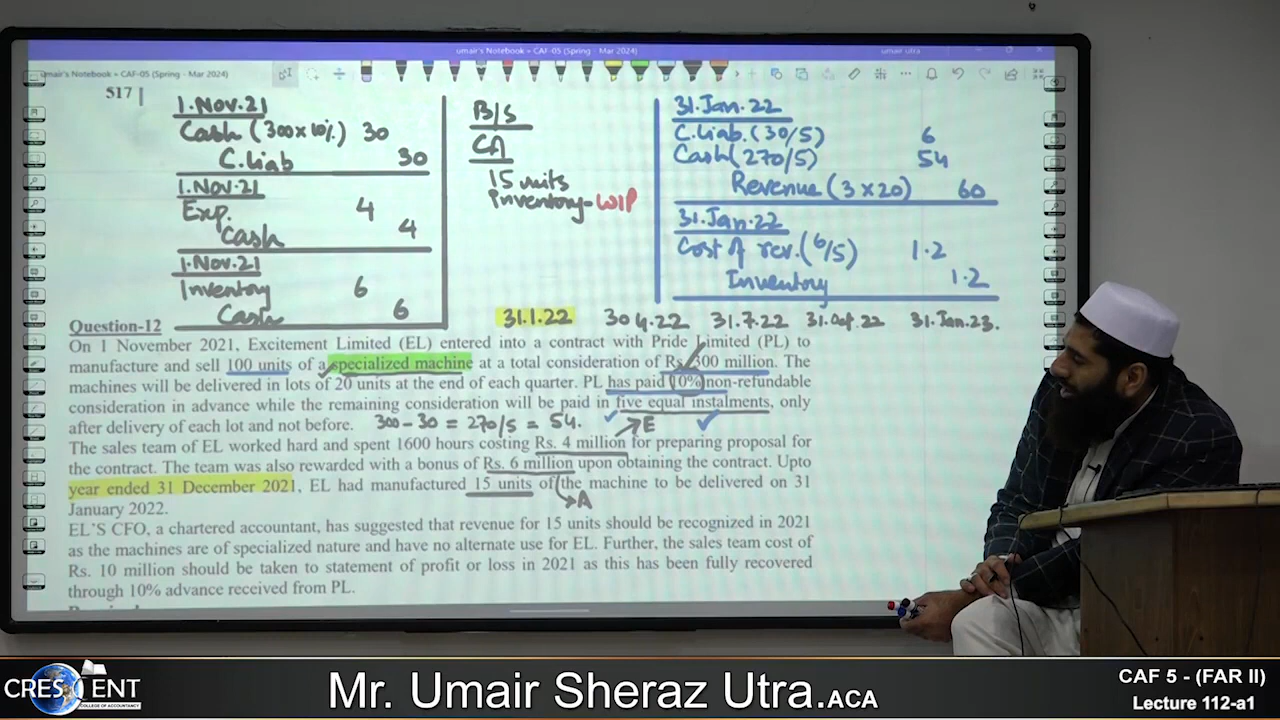 umair's Notebook » CAF-05 (Spring - Mar 2024)
umair utra
umair's Notebook » CAF-05 (Spring - Mar 2024)
517
1.Nov.21
Cash (300x10%) 30
C.liab 30
1.Nov.21
Exp. 4
Cash 4
1.Nov.21
Inventory 6
Cash 6
B/S
CA
15 units
Inventory-WIP
31.Jan.22
C.Liab. (30/5) 6
Cash (270/5) 54
Revenue (3 x 20) 60
31.Jan.22
Cost of rev. (6/5) 1.2
Inventory 1.2
31.1.22 30 4.22 31.7.22 31.Oct.22 31.Jan.23.
Question-12
On 1 November 2021, Excitement Limited (EL) entered into a contract with Pride Limited (PL) to
manufacture and sell 100 units of a specialized machine at a total consideration of Rs. 300 million. The
machines will be delivered in lots of 20 units at the end of each quarter. PL has paid 10% non-refundable
consideration in advance while the remaining consideration will be paid in five equal instalments, only
after delivery of each lot and not before. 300-30 = 270/5 = 54. E
The sales team of EL worked hard and spent 1600 hours costing Rs. 4 million for preparing proposal for
the contract. The team was also rewarded with a bonus of Rs. 6 million upon obtaining the contract. Upto
year ended 31 December 2021, EL had manufactured 15 units of the machine to be delivered on 31
January 2022. A
EL'S CFO, a chartered accountant, has suggested that revenue for 15 units should be recognized in 2021
as the machines are of specialized nature and have no alternate use for EL. Further, the sales team cost of
Rs. 10 million should be taken to statement of profit or loss in 2021 as this has been fully recovered
through 10% advance received from PL.
CRESCENT
COLLEGE OF ACCOUNTANCY
Mr. Umair Sheraz Utra.ACA
CAF 5 - (FAR II)
Lecture 112-a1